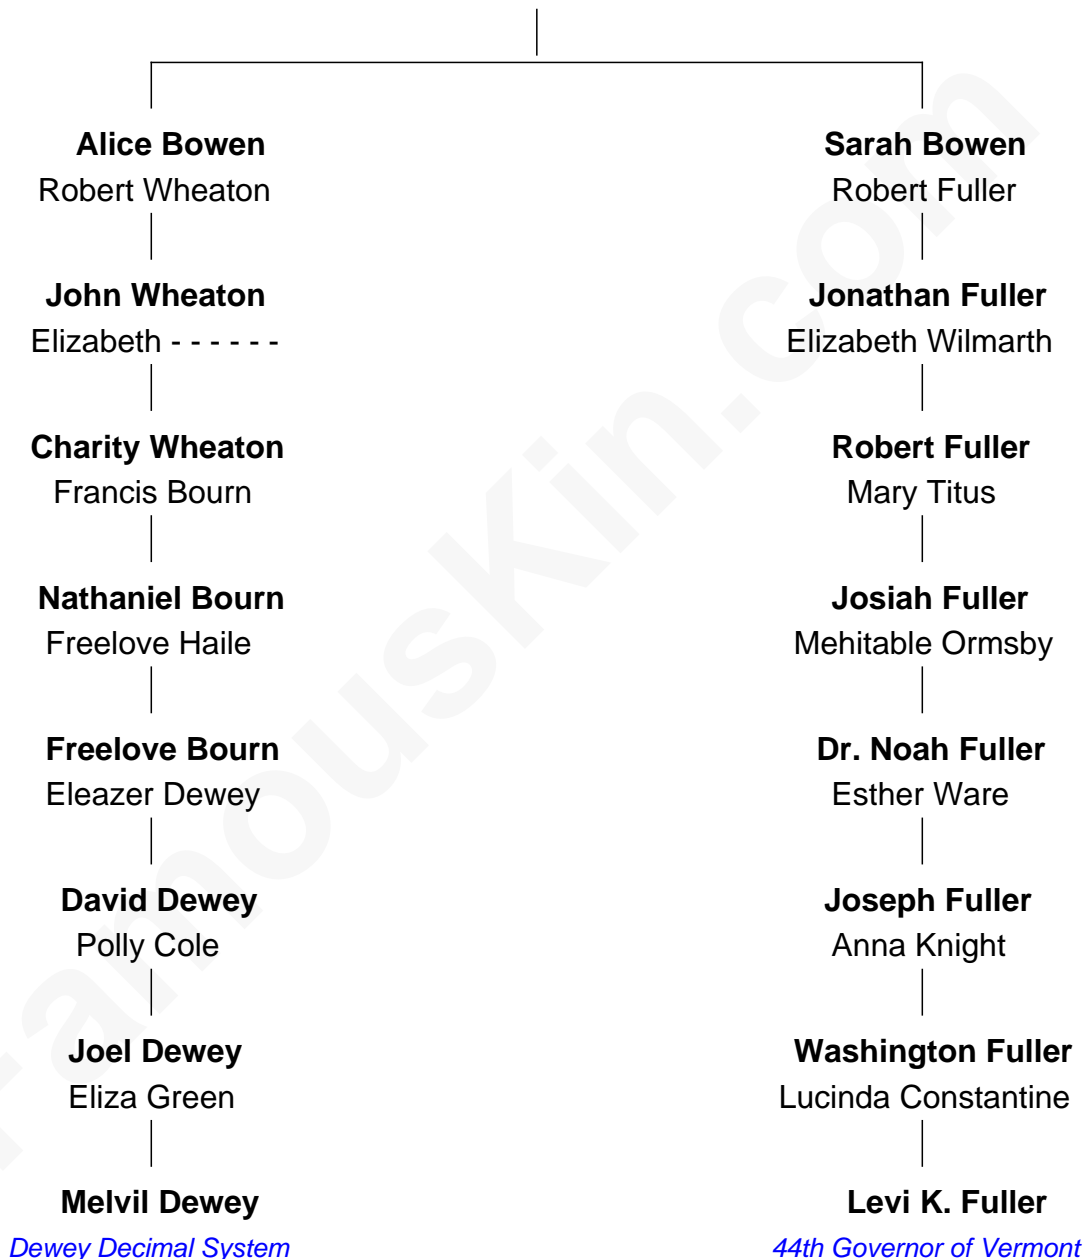 Alice Bowen
Robert Wheaton
John Wheaton
Elizabeth - - - - - -
Charity Wheaton
Francis Bourn
Nathaniel Bourn
Freelove Haile
Freelove Bourn
Eleazer Dewey
David Dewey
Polly Cole
Joel Dewey
Eliza Green
Melvil Dewey
Dewey Decimal System
Sarah Bowen
Robert Fuller
Jonathan Fuller
Elizabeth Wilmarth
Robert Fuller
Mary Titus
Josiah Fuller
Mehitable Ormsby
Dr. Noah Fuller
Esther Ware
Joseph Fuller
Anna Knight
Washington Fuller
Lucinda Constantine
Levi K. Fuller
44th Governor of Vermont
FamousKin.com